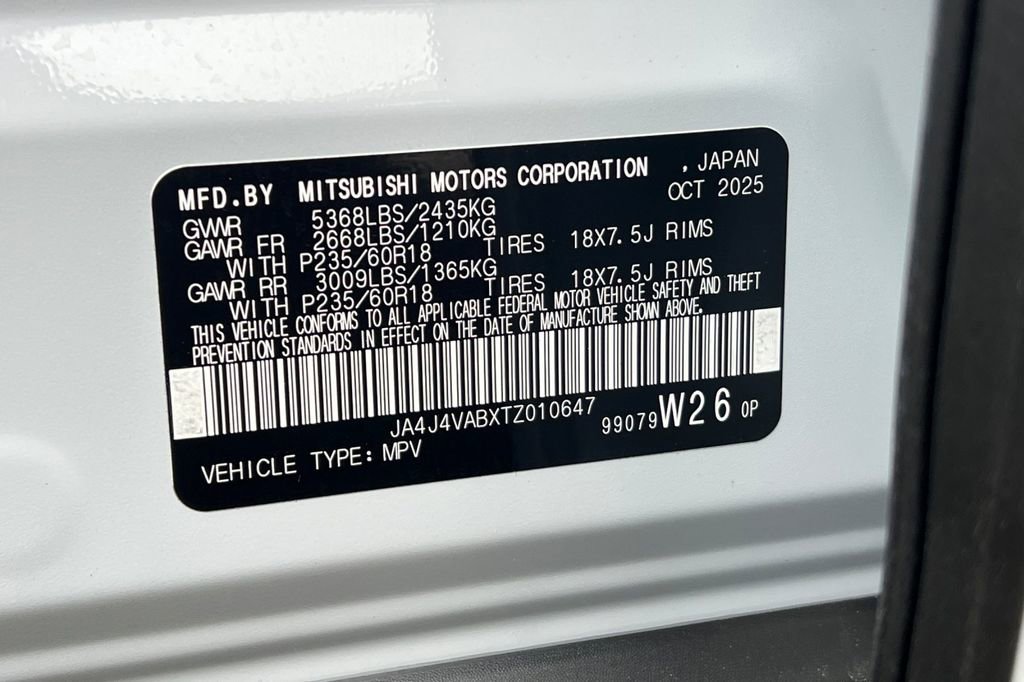 MFD.BY MITSUBISHI MOTORS CORPORATION , JAPAN
OCT 2025
GVWR 5368LBS/2435KG
GAWR FR 2668LBS/1210KG
WITH P235/60R18 TIRES 18X7.5J RIMS
GAWR RR 3009LBS/1365KG
WITH P235/60R18 TIRES 18X7.5J RIMS
THIS VEHICLE CONFORMS TO ALL APPLICABLE FEDERAL MOTOR VEHICLE SAFETY AND THEFT
PREVENTION STANDARDS IN EFFECT ON THE DATE OF MANUFACTURE SHOWN ABOVE.
JA4J4VABXTZ010647
99079 W26 0P
VEHICLE TYPE: MPV